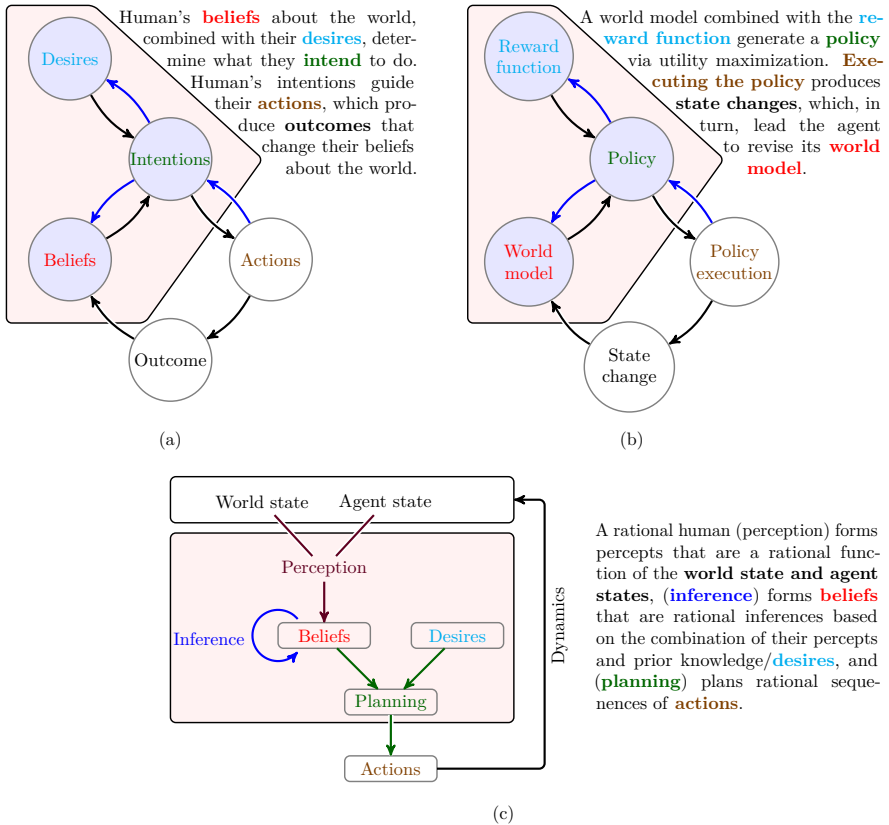 Human's beliefs about the world,
combined with their desires, deter-
mine what they intend to do.
Human's intentions guide
their actions, which pro-
duce outcomes that
change their beliefs
about the world.
Desires
Intentions
Beliefs
Actions
Outcome
(a)
A world model combined with the re-
ward function generate a policy
via utility maximization. Exe-
cuting the policy produces
state changes, which, in
turn, lead the agent
to revise its world
model.
Reward
function
Policy
World
model
Policy
execution
State
change
(b)
World state
Agent state
Perception
Inference
Beliefs
Desires
Planning
Actions
Dynamics
A rational human (perception) forms
percepts that are a rational func-
tion of the world state and agent
states, (inference) forms beliefs
that are rational inferences based
on the combination of their percepts
and prior knowledge/desires, and
(planning) plans rational seque-
nces of actions.
(c)